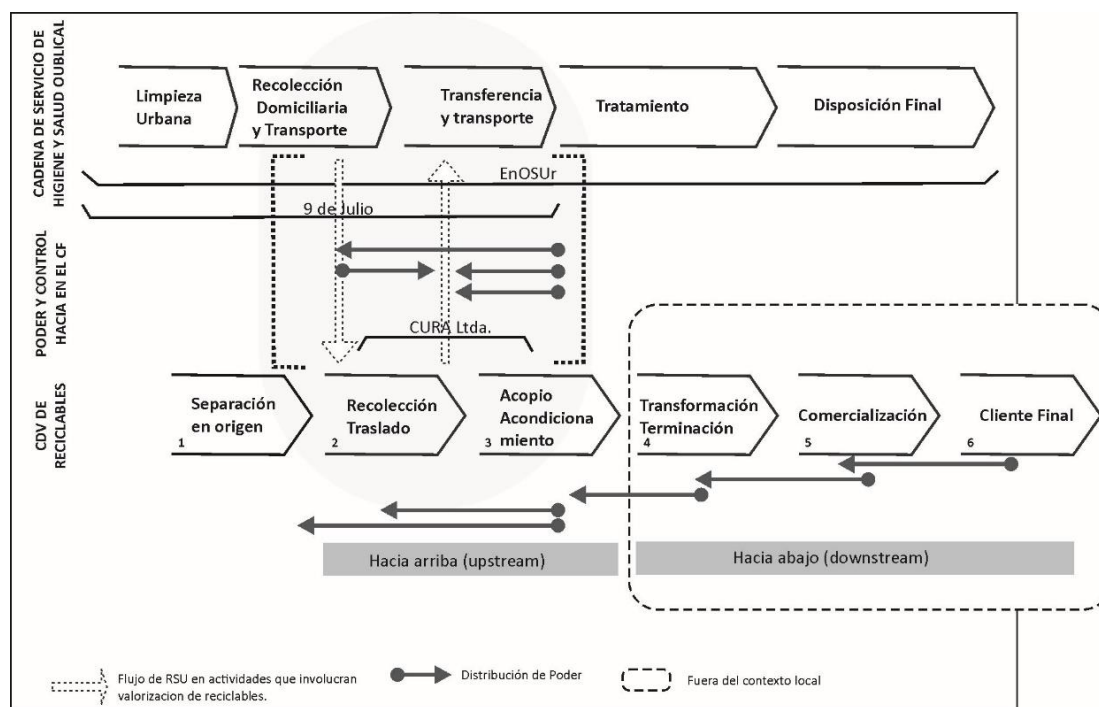 CADENA DE SERVICIO DE
HIGIENE Y SALUD OUBLICAL
Limpieza
Urbana
Recolección
Domiciliaria
y Transporte
Transferencia
y transporte
Tratamiento
Disposición Final
EnOSUr
9 de Julio
PODER Y CONTROL
HACIA EN EL CF
CURA Ltda.
CDV DE
RECICLABLES
Separación
en origen
1
Recolección
Traslado
2
Acopio
Acondiciona
miento
3
Transformación
Terminación
4
Comercialización
5
Cliente Final
6
Hacia arriba (upstream)
Hacia abajo (downstream)
Flujo de RSU en actividades que involucran
valorizacion de reciclables.
Distribución de Poder
Fuera del contexto local